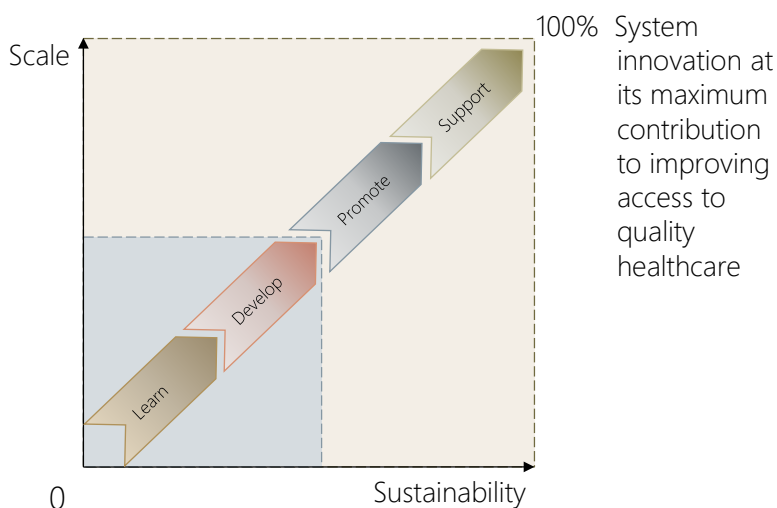 Scale
100% System
innovation at
its maximum
contribution
to improving
access to
quality
healthcare
Support
Promote
Develop
Learn
0
Sustainability